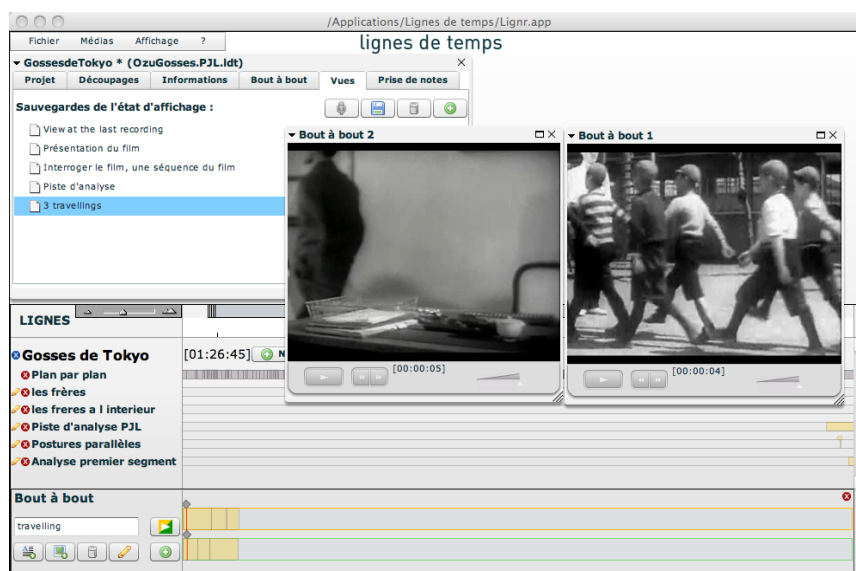 /Applications/Lignes de temps/Lignr.app
Fichier Médias Affichage ?
lignes de temps
GossesdeTokyo * (OzuGosses.PJL.ldt)
Projet Découpages Informations Bout à bout Vues Prise de notes
Sauvegardes de l'état d'affichage :
View at the last recording
Présentation du film
Interroger le film, une séquence du film
Piste d'analyse
3 travellings
Bout à bout 2
[00:00:05]
Bout à bout 1
[00:00:04]
LIGNES
Gosses de Tokyo [01:26:45] N
Plan par plan
les frères
les freres a l interieur
Piste d'analyse PJL
Postures parallèles
Analyse premier segment
Bout à bout
travelling